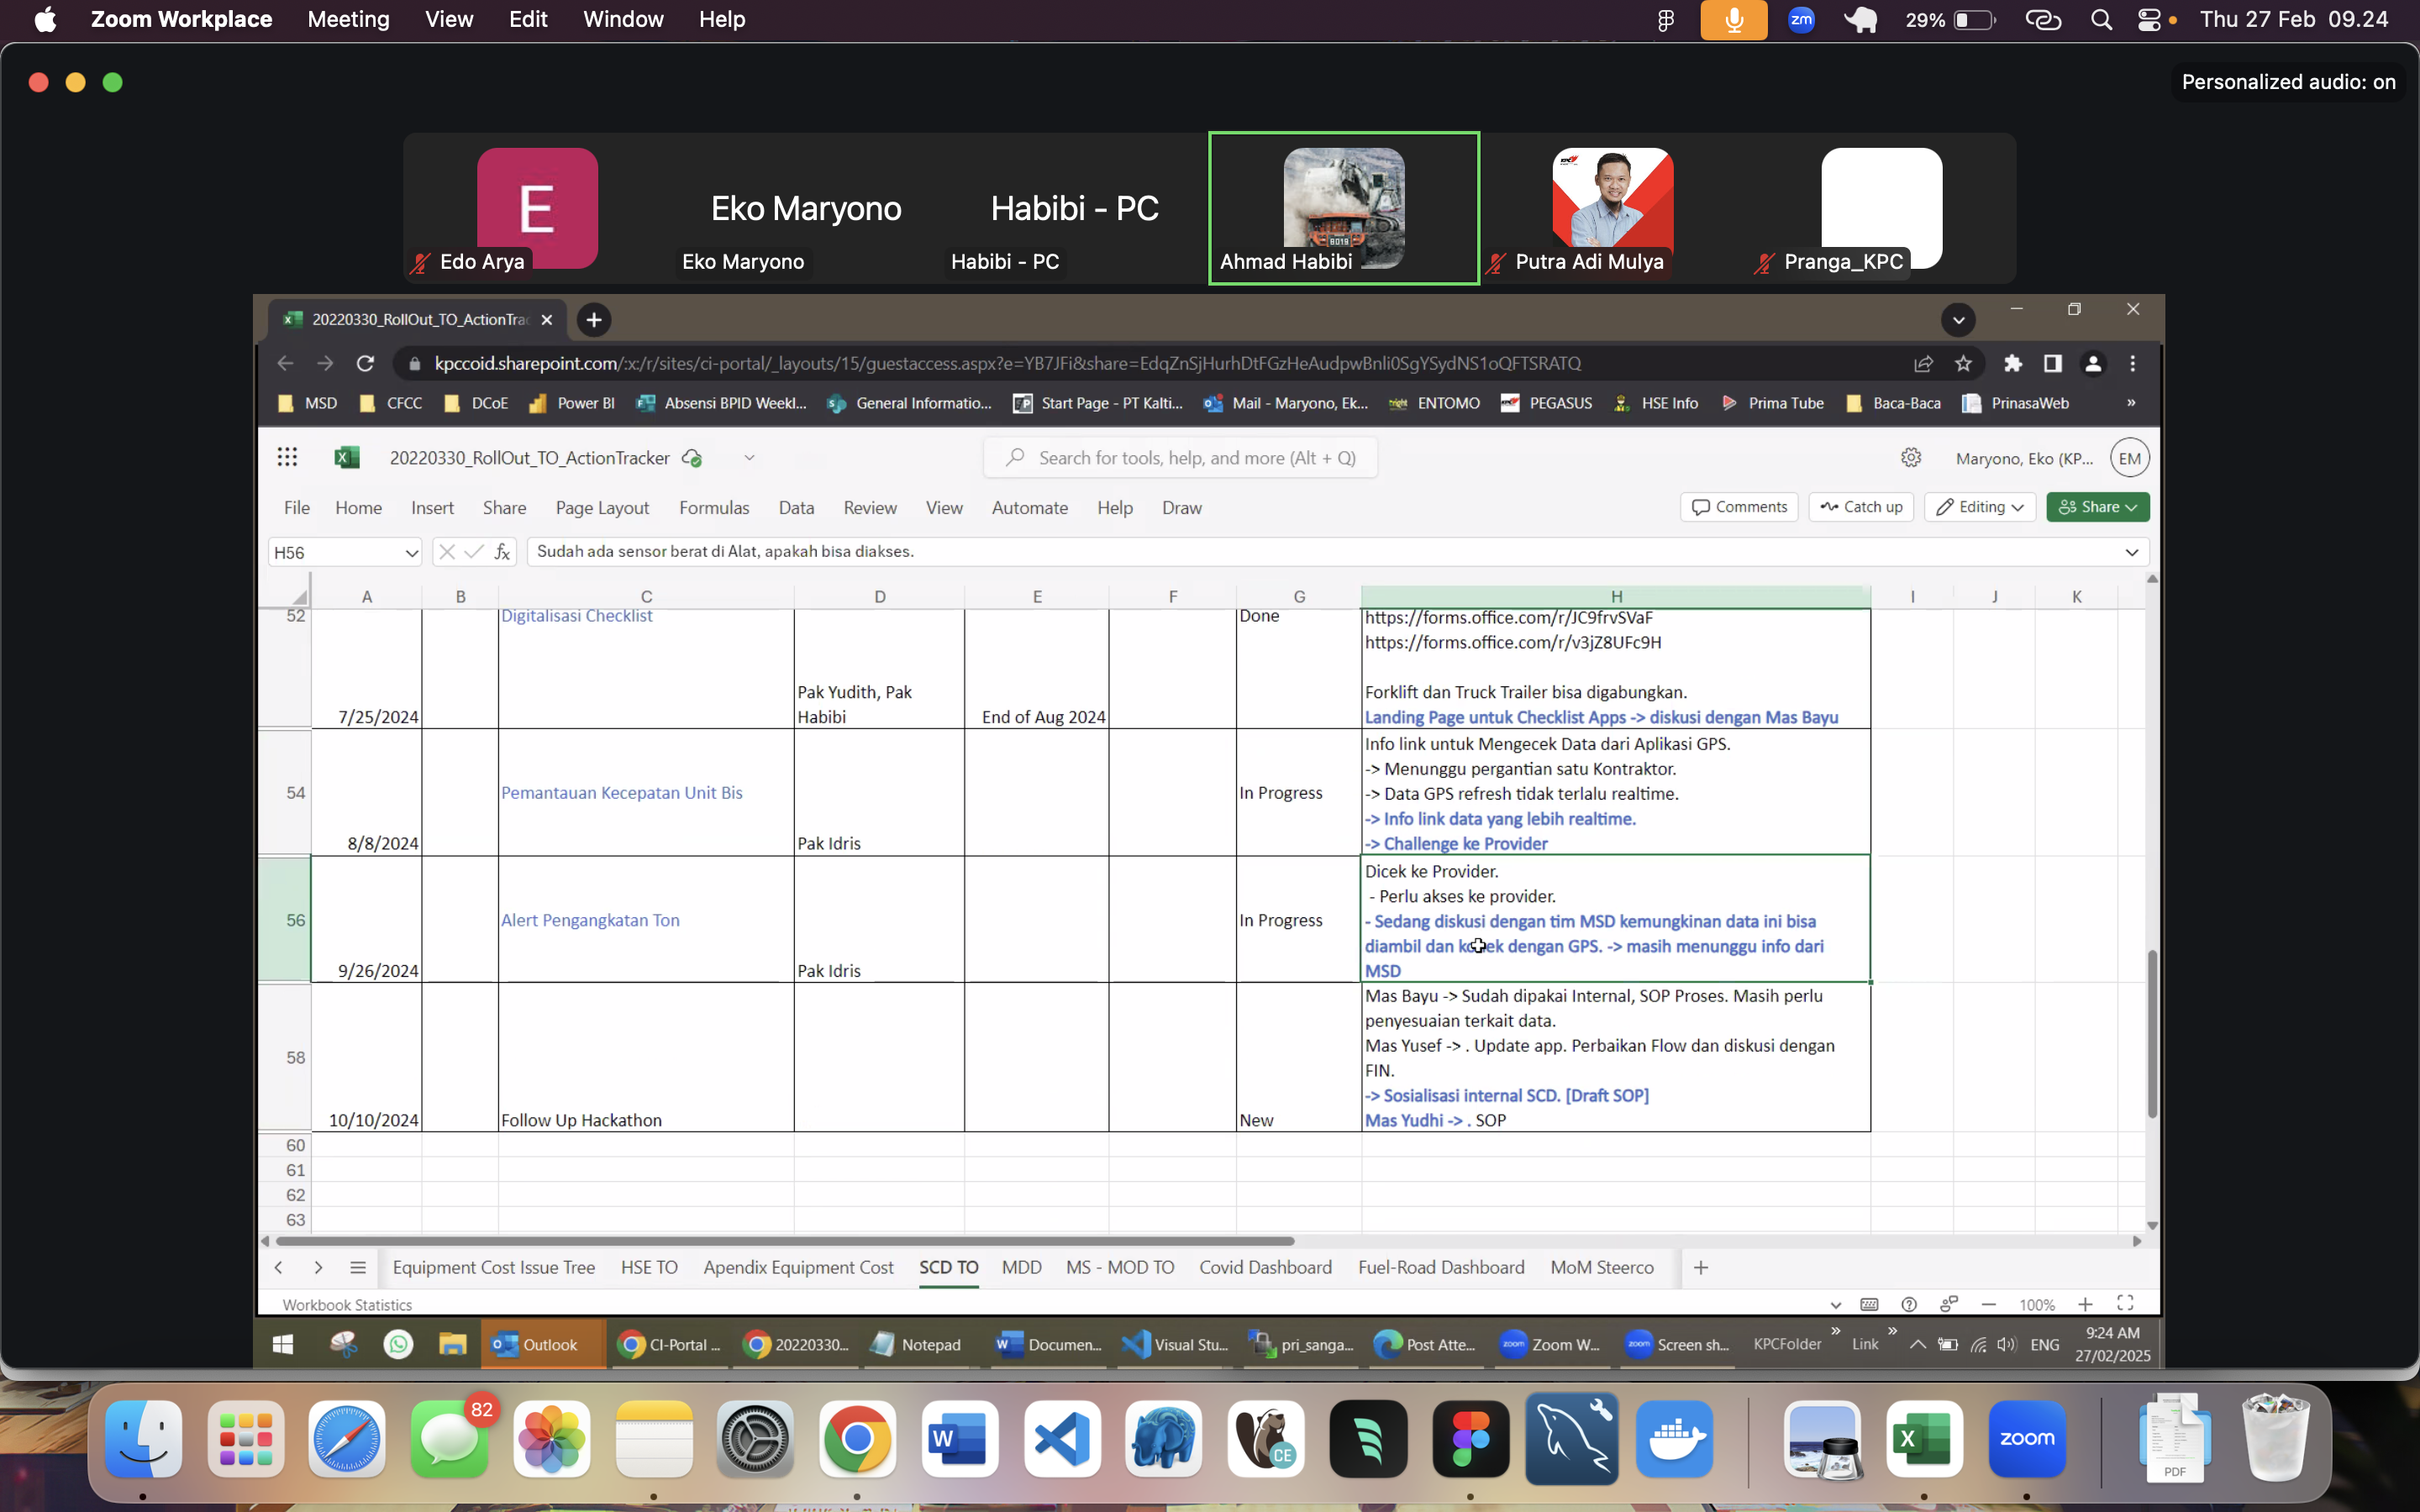 Zoom Workplace Meeting View Edit Window Help
zm 29% Thu 27 Feb 09.24
Personalized audio: on
E
Edo Arya
Eko Maryono
Eko Maryono
Habibi - PC
Habibi - PC
Ahmad Habibi
Putra Adi Mulya
Pranga_KPC
20220330_RollOut_TO_ActionTrac
kpccoid.sharepoint.com/:x:/r/sites/ci-portal/_layouts/15/guestaccess.aspx?e=YB7JFi&share=EdqZnSjHurhDtFGzHeAudpwBnli0SgYSydNS1oQFTSRATQ
MSD CFCC DCoE Power BI Absensi BPID Weekl... General Informatio... Start Page - PT Kalti... Mail - Maryono, Ek... ENTOMO PEGASUS HSE Info Prima Tube Baca-Baca PrinasaWeb »
20220330_RollOut_TO_ActionTracker
Search for tools, help, and more (Alt + Q)
Maryono, Eko (KP... EM
File Home Insert Share Page Layout Formulas Data Review View Automate Help Draw
Comments Catch up Editing Share
H56 fx Sudah ada sensor berat di Alat, apakah bisa diakses.
A B C D E F G H I J K
52
7/25/2024
Digitalisasi Checklist
Pak Yudith, Pak
Habibi
End of Aug 2024
Done
https://forms.office.com/r/JC9frvSVaF
https://forms.office.com/r/v3jZ8UFc9H
Forklift dan Truck Trailer bisa digabungkan.
Landing Page untuk Checklist Apps -> diskusi dengan Mas Bayu
54
8/8/2024
Pemantauan Kecepatan Unit Bis
Pak Idris
In Progress
Info link untuk Mengecek Data dari Aplikasi GPS.
-> Menunggu pergantian satu Kontraktor.
-> Data GPS refresh tidak terlalu realtime.
-> Info link data yang lebih realtime.
-> Challenge ke Provider
56
9/26/2024
Alert Pengangkatan Ton
Pak Idris
In Progress
Dicek ke Provider.
- Perlu akses ke provider.
- Sedang diskusi dengan tim MSD kemungkinan data ini bisa
diambil dan dengan GPS. -> masih menunggu info dari
MSD
58
10/10/2024
Follow Up Hackathon
New
Mas Bayu -> Sudah dipakai Internal, SOP Proses. Masih perlu
penyesuaian terkait data.
Mas Yusef -> . Update app. Perbaikan Flow dan diskusi dengan
FIN.
-> Sosialisasi internal SCD. [Draft SOP]
Mas Yudhi -> . SOP
60
61
62
63
Equipment Cost Issue Tree HSE TO Apendix Equipment Cost SCD TO MDD MS - MOD TO Covid Dashboard Fuel-Road Dashboard MoM Steerco +
Workbook Statistics
100%
Outlook CI-Portal ... 20220330... Notepad Documen... Visual Stu... pri_sanga... Post Atte... Zoom W... Screen sh... KPCFolder » Link » ENG
9:24 AM
27/02/2025
82
W
CE
X
zoom
PDF